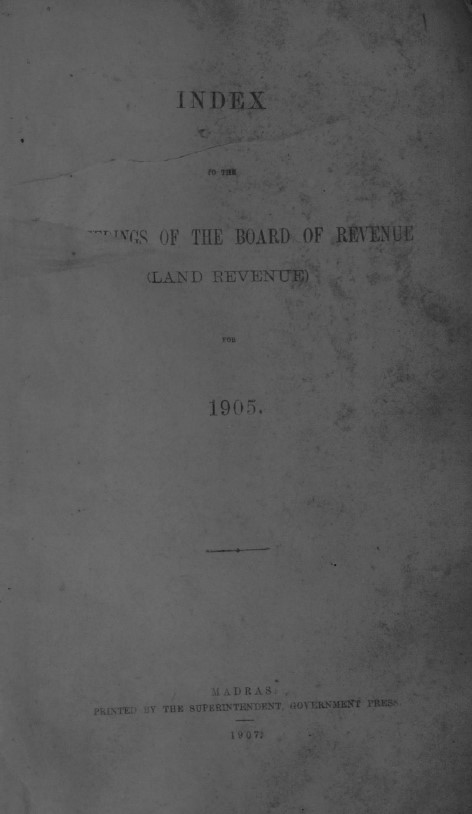 INDEX
TO THE
OF THE BOARD OF REVENUE
(LAND REVENUE)
FOR
1905.
MADRAS:
PRINTED BY THE SUPERINTENDENT, GOVERNMENT PRESS.
1907.